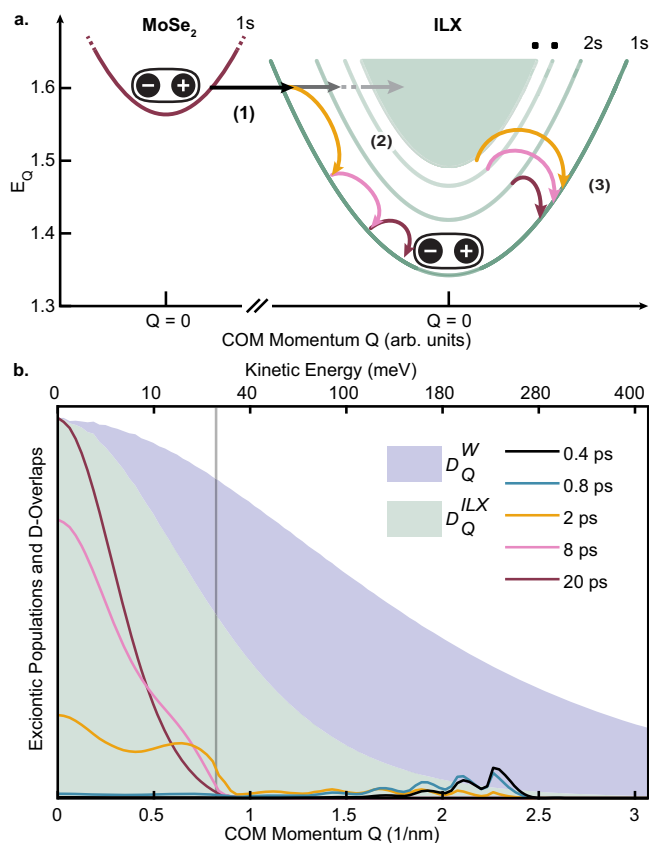 a.
MoSe2
1s
ILX
2s
1s
− +
(1)
(2)
(3)
− +
EQ
1.6
1.5
1.4
1.3
Q = 0
Q = 0
COM Momentum Q (arb. units)
b.
Kinetic Energy (meV)
0 10 40 100 180 280 400
Exciontic Populations and D-Overlaps
D^W_Q
D^ILX_Q
0.4 ps
0.8 ps
2 ps
8 ps
20 ps
0 0.5 1 1.5 2 2.5 3
COM Momentum Q (1/nm)